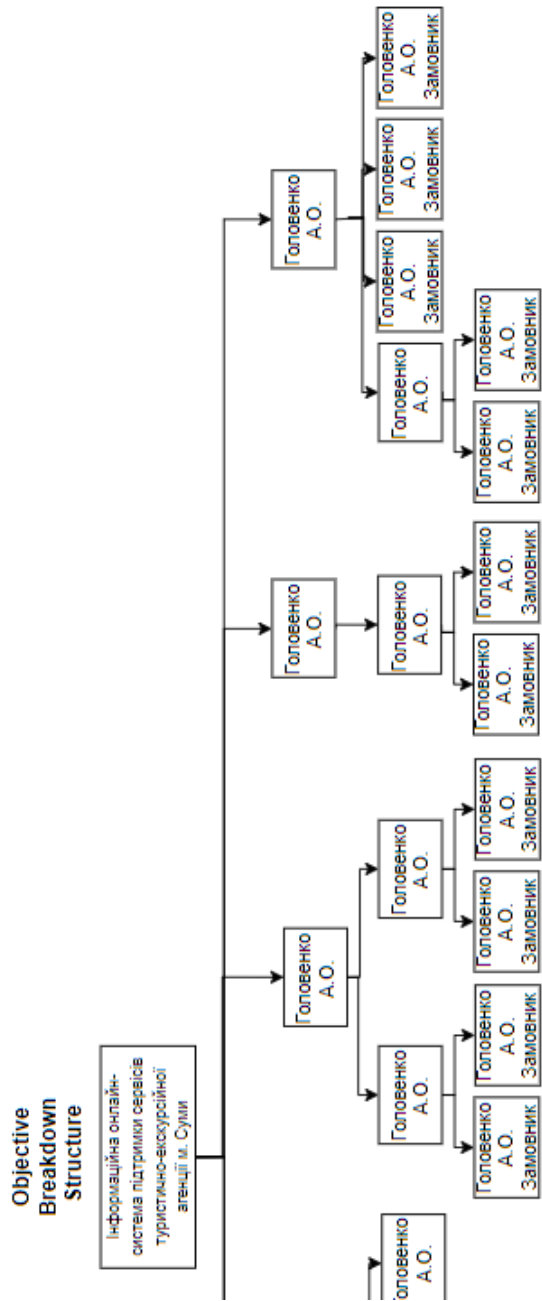 Objective
Breakdown
Structure
Інформаційна онлайн-
система підтримки сервісів
туристично-екскурсійної
агенції м. Суми
Головенко
А.О.
Головенко
А.О.
Головенко
А.О.
Головенко
А.О.
Головенко
А.О.
Головенко
А.О.
Головенко
А.О.
Головенко
А.О.
Головенко
А.О.
Замовник
Головенко
А.О.
Замовник
Головенко
А.О.
Замовник
Головенко
А.О.
Замовник
Головенко
А.О.
Замовник
Головенко
А.О.
Замовник
Головенко
А.О.
Замовник
Головенко
А.О.
Замовник
Головенко
А.О.
Замовник
Головенко
А.О.
Замовник
Головенко
А.О.
Замовник